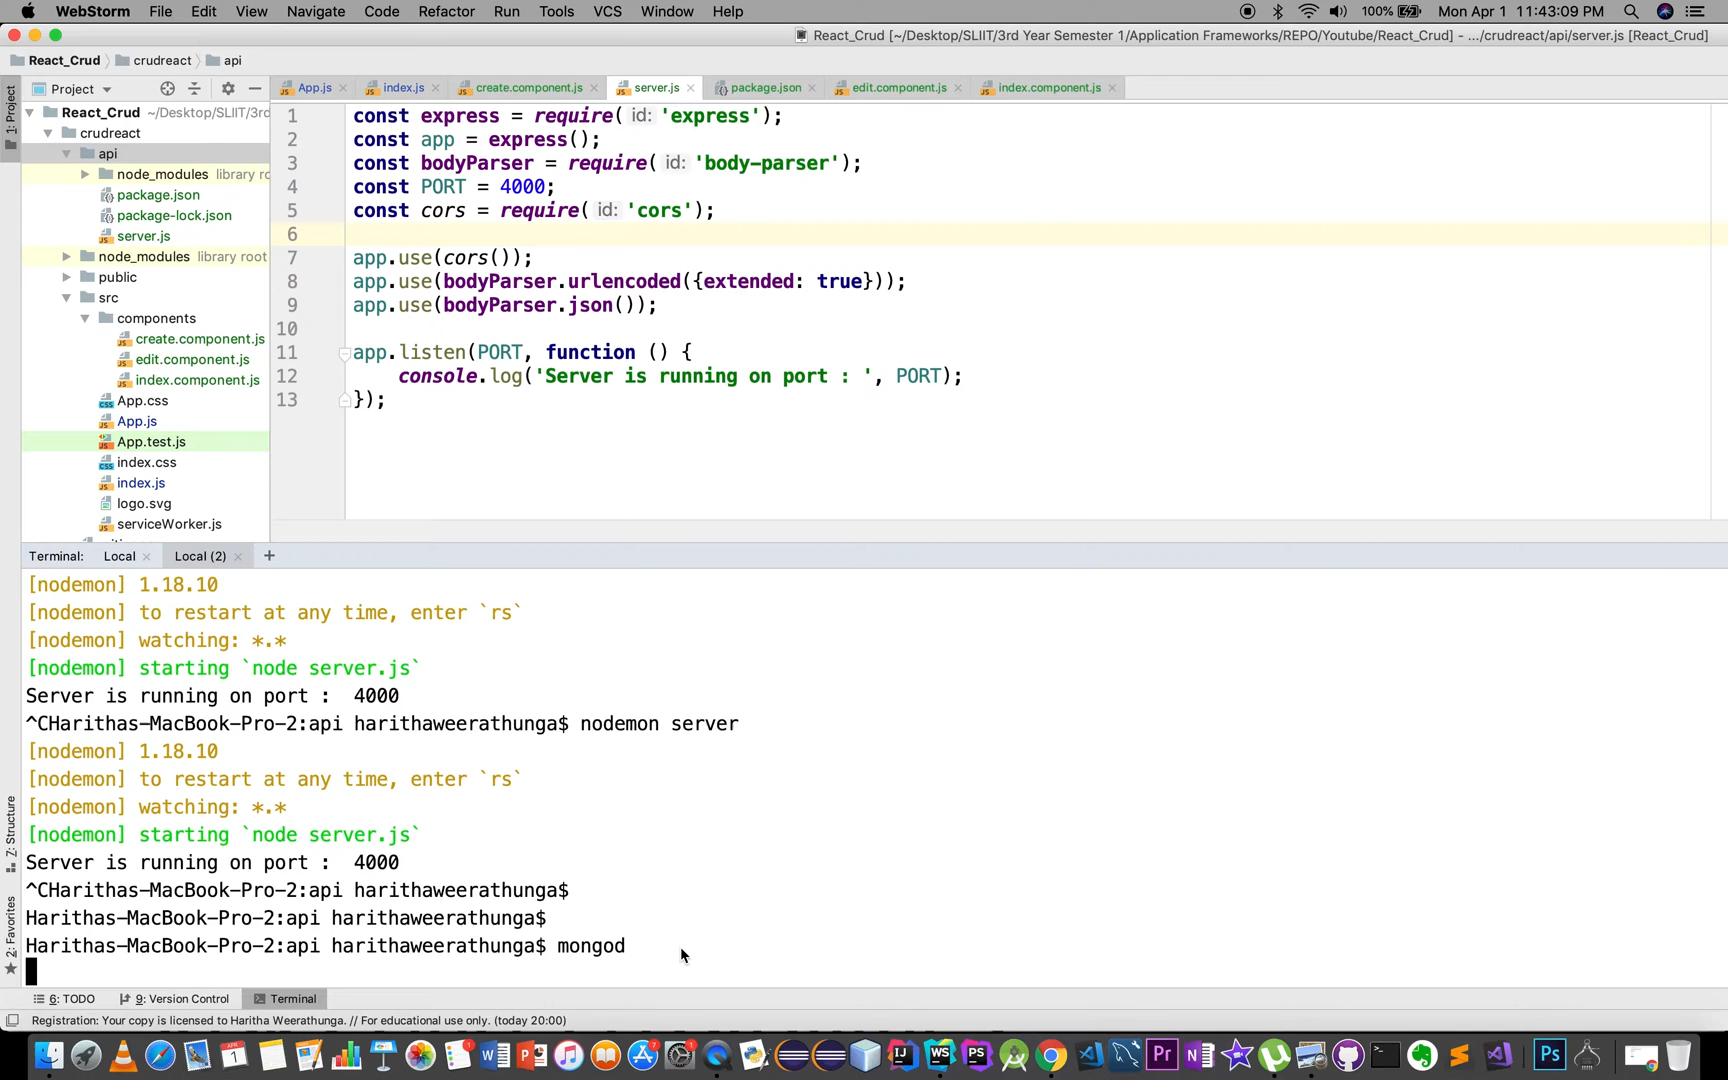 WebStorm File Edit View Navigate Code Refactor Run Tools VCS Window Help 100% Mon Apr 1 11:43:09 PM
React_Crud [~/Desktop/SLIIT/3rd Year Semester 1/Application Frameworks/REPO/Youtube/React_Crud] - .../crudreact/api/server.js [React_Crud]
React_Crud crudreact api
1: Project
Project
App.js index.js create.component.js server.js package.json edit.component.js index.component.js
React_Crud ~/Desktop/SLIIT/3rd
crudreact
api
node_modules library ro
package.json
package-lock.json
server.js
node_modules library root
public
src
components
create.component.js
edit.component.js
index.component.js
App.css
App.js
App.test.js
index.css
index.js
logo.svg
serviceWorker.js
1 const express = require( id: 'express');
2 const app = express();
3 const bodyParser = require( id: 'body-parser');
4 const PORT = 4000;
5 const cors = require( id: 'cors');
6
7 app.use(cors());
8 app.use(bodyParser.urlencoded({extended: true}));
9 app.use(bodyParser.json());
10
11 app.listen(PORT, function () {
12 console.log('Server is running on port : ', PORT);
13 });
Terminal: Local Local (2) +
[nodemon] 1.18.10
[nodemon] to restart at any time, enter `rs`
[nodemon] watching: *.*
[nodemon] starting `node server.js`
Server is running on port :  4000
^CHarithas-MacBook-Pro-2:api harithaweerathunga$ nodemon server
[nodemon] 1.18.10
[nodemon] to restart at any time, enter `rs`
[nodemon] watching: *.*
[nodemon] starting `node server.js`
Server is running on port :  4000
^CHarithas-MacBook-Pro-2:api harithaweerathunga$
Harithas-MacBook-Pro-2:api harithaweerathunga$
Harithas-MacBook-Pro-2:api harithaweerathunga$ mongod
Z: Structure
2: Favorites
6: TODO 9: Version Control Terminal
Registration: Your copy is licensed to Haritha Weerathunga. // For educational use only. (today 20:00)